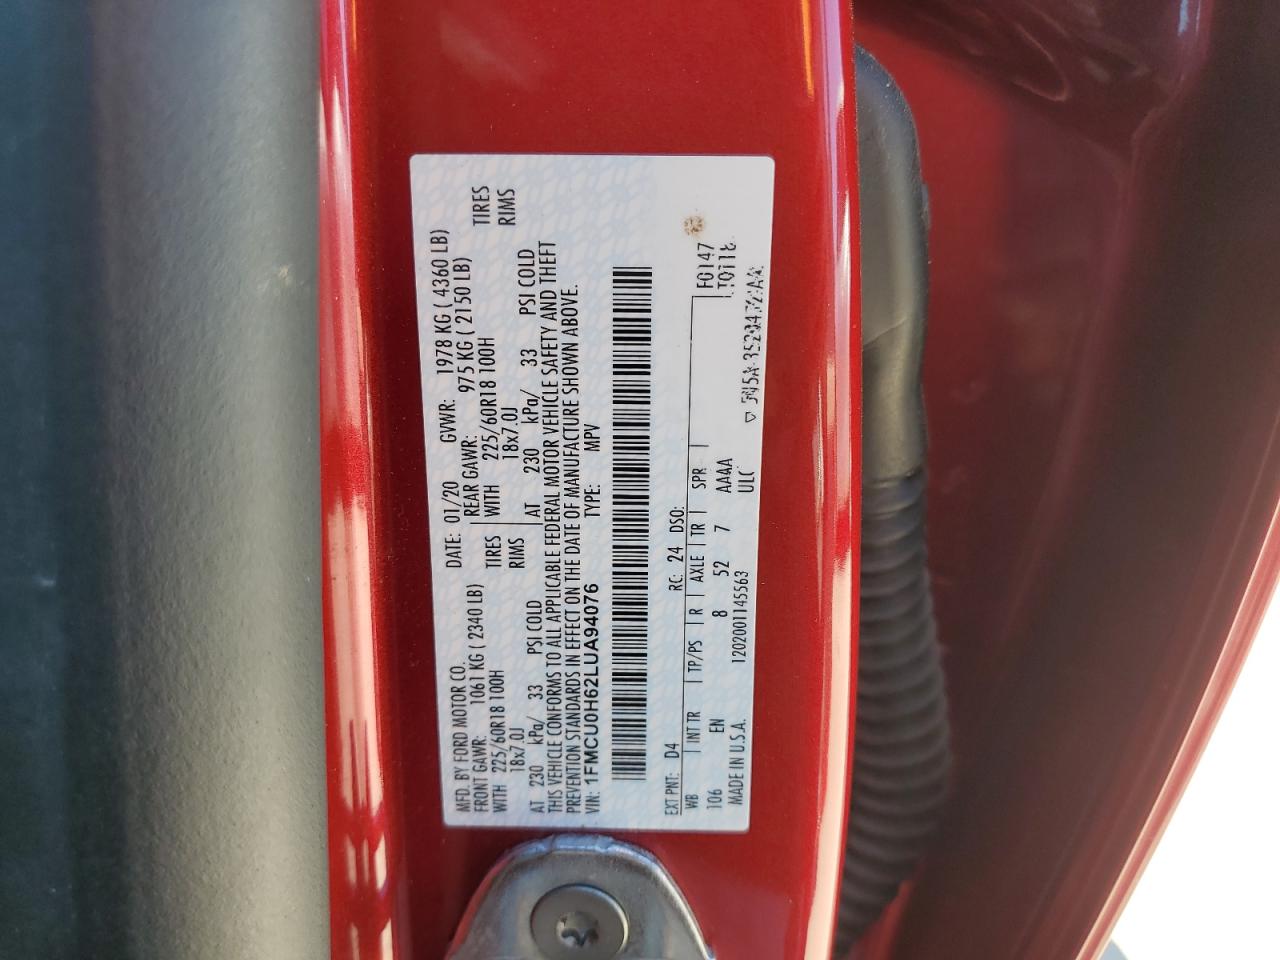 MFD. BY FORD MOTOR CO.
DATE: 01/20 GVWR: 1978 KG ( 4360 LB)
FRONT GAWR: 1061 KG ( 2340 LB) REAR GAWR: 975 KG ( 2150 LB)
WITH 225/60R18 100H TIRES WITH 225/60R18 100H TIRES
18x7.0J RIMS 18x7.0J RIMS
AT 230 kPa/ 33 PSI COLD AT 230 kPa/ 33 PSI COLD
THIS VEHICLE CONFORMS TO ALL APPLICABLE FEDERAL MOTOR VEHICLE SAFETY AND THEFT
PREVENTION STANDARDS IN EFFECT ON THE DATE OF MANUFACTURE SHOWN ABOVE.
VIN: 1FMCU0H62LUA94076 TYPE: MPV
EXT PNT: D4 RC: 24 DSO:
WB INT TR TP/PS R AXLE TR SPR F0147
106 EN 8 52 7 AAAA
MADE IN U.S.A. 1202001145563 ULC